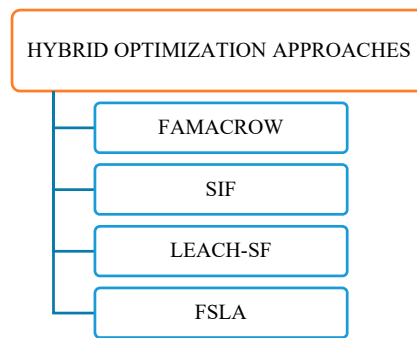 HYBRID OPTIMIZATION APPROACHES
FAMACROW
SIF
LEACH-SF
FSLA